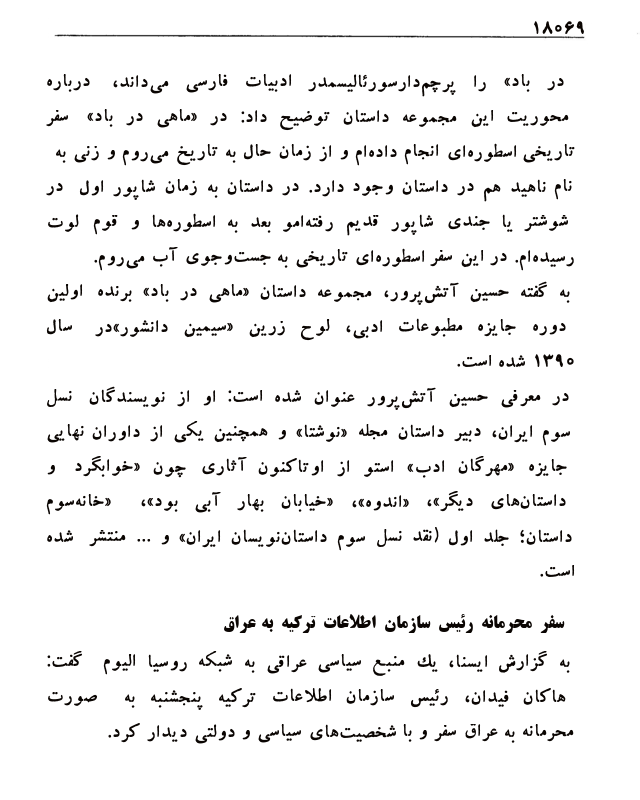 ۱۸۰۶۹
در باد» را پرچم‌دارسورئالیسمدر ادبیات فارسی می‌داند، درباره
محوریت این مجموعه داستان توضیح داد: در «ماهی در باد» سفر
تاریخی اسطوره‌ای انجام داده‌ام و از زمان حال به تاریخ می‌روم و زنی به
نام ناهید هم در داستان وجود دارد. در داستان به زمان شاپور اول در
شوشتر یا جندی شاپور قدیم رفته‌امو بعد به اسطوره‌ها و قوم لوت
رسیده‌ام. در این سفر اسطوره‌ای تاریخی به جست‌وجوی آب می‌روم.
به گفته حسین آتش‌پرور، مجموعه داستان «ماهی در باد» برنده اولین
دوره جایزه مطبوعات ادبی، لوح زرین «سیمین دانشور»در سال
۱۳۹۰ شده است.
در معرفی حسین آتش‌پرور عنوان شده است: او از نویسندگان نسل
سوم ایران، دبیر داستان مجله «نوشتا» و همچنین یکی از داوران نهایی
جایزه «مهرگان ادب» استو از اوتاکنون آثاری چون «خوابگرد و
داستان‌های دیگر»، «اندوه»، «خیابان بهار آبی بود»، «خانه‌سوم
داستان؛ جلد اول (نقد نسل سوم داستان‌نویسان ایران» و ... منتشر شده
است.
سفر محرمانه رئیس سازمان اطلاعات ترکیه به عراق
به گزارش ایسنا، یك منبع سیاسی عراقی به شبکه روسیا الیوم گفت:
هاکان فیدان، رئیس سازمان اطلاعات ترکیه پنجشنبه به صورت
محرمانه به عراق سفر و با شخصیت‌های سیاسی و دولتی دیدار کرد.